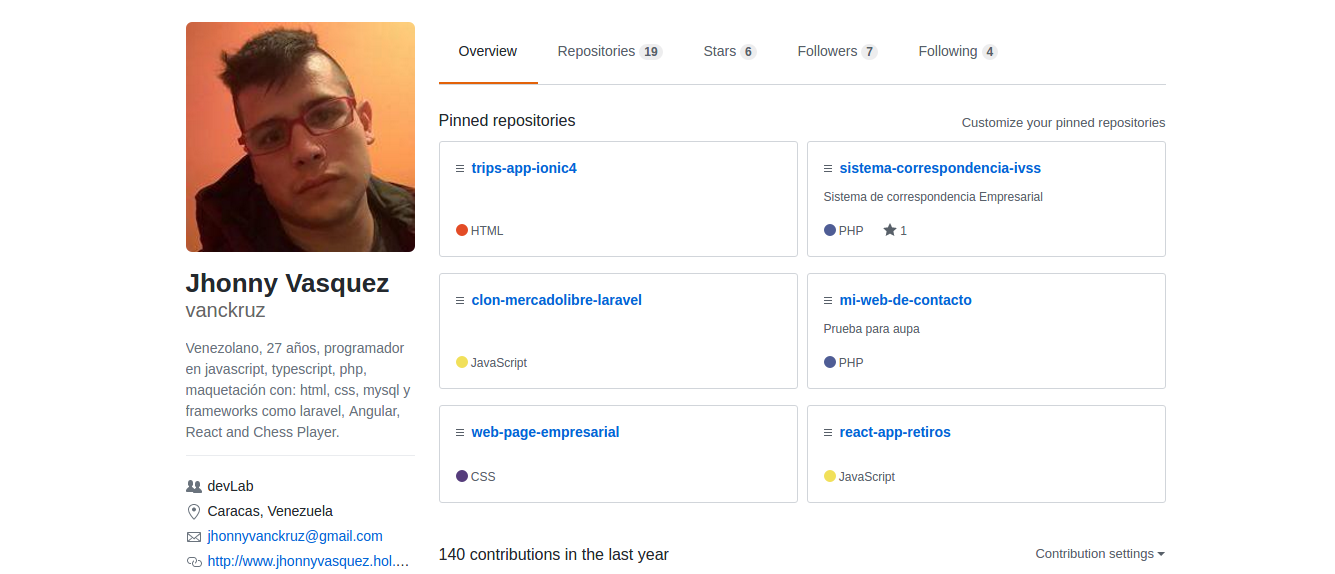 Overview Repositories 19 Stars 6 Followers 7 Following 4
Pinned repositories Customize your pinned repositories
trips-app-ionic4
HTML
sistema-correspondencia-ivss
Sistema de correspondencia Empresarial
PHP 1
clon-mercadolibre-laravel
JavaScript
mi-web-de-contacto
Prueba para aupa
PHP
web-page-empresarial
CSS
react-app-retiros
JavaScript
140 contributions in the last year Contribution settings
Jhonny Vasquez
vanckruz
Venezolano, 27 años, programador
en javascript, typescript, php,
maquetación con: html, css, mysql y
frameworks como laravel, Angular,
React and Chess Player.
devLab
Caracas, Venezuela
jhonnyvanckruz@gmail.com
http://www.jhonnyvasquez.hol.…